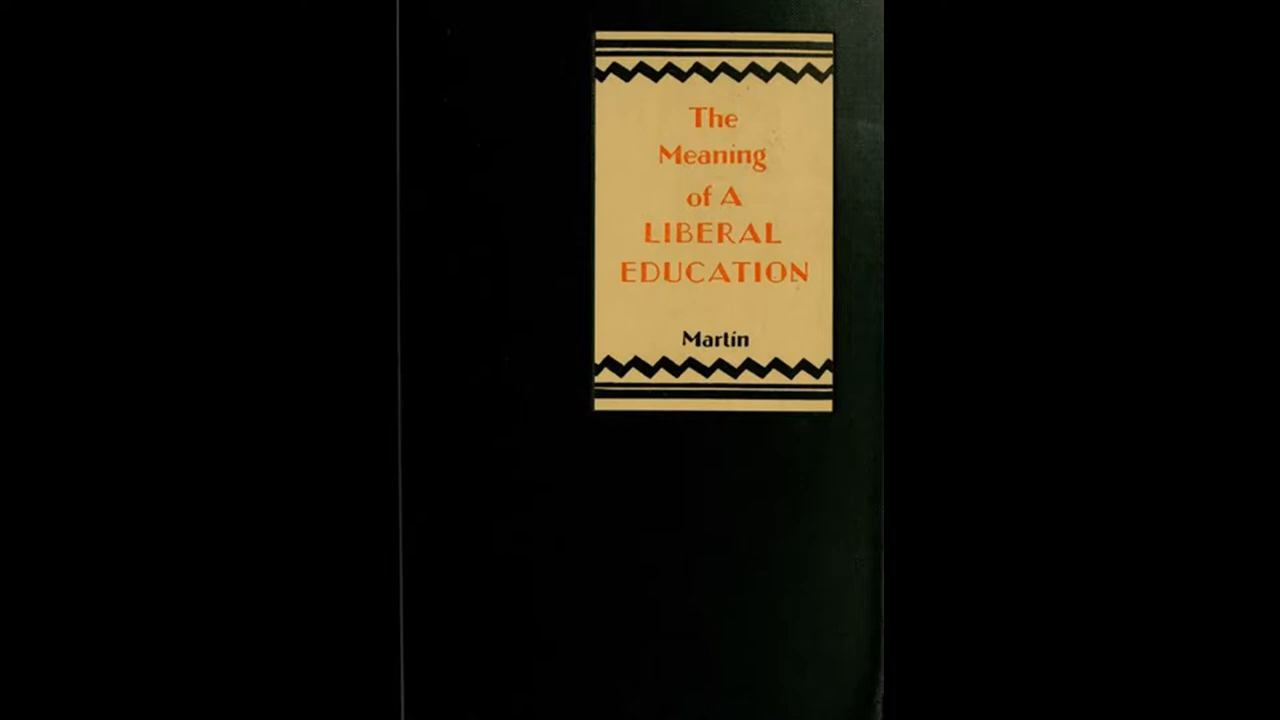 The
Meaning
of A
LIBERAL
EDUCATION
Martin